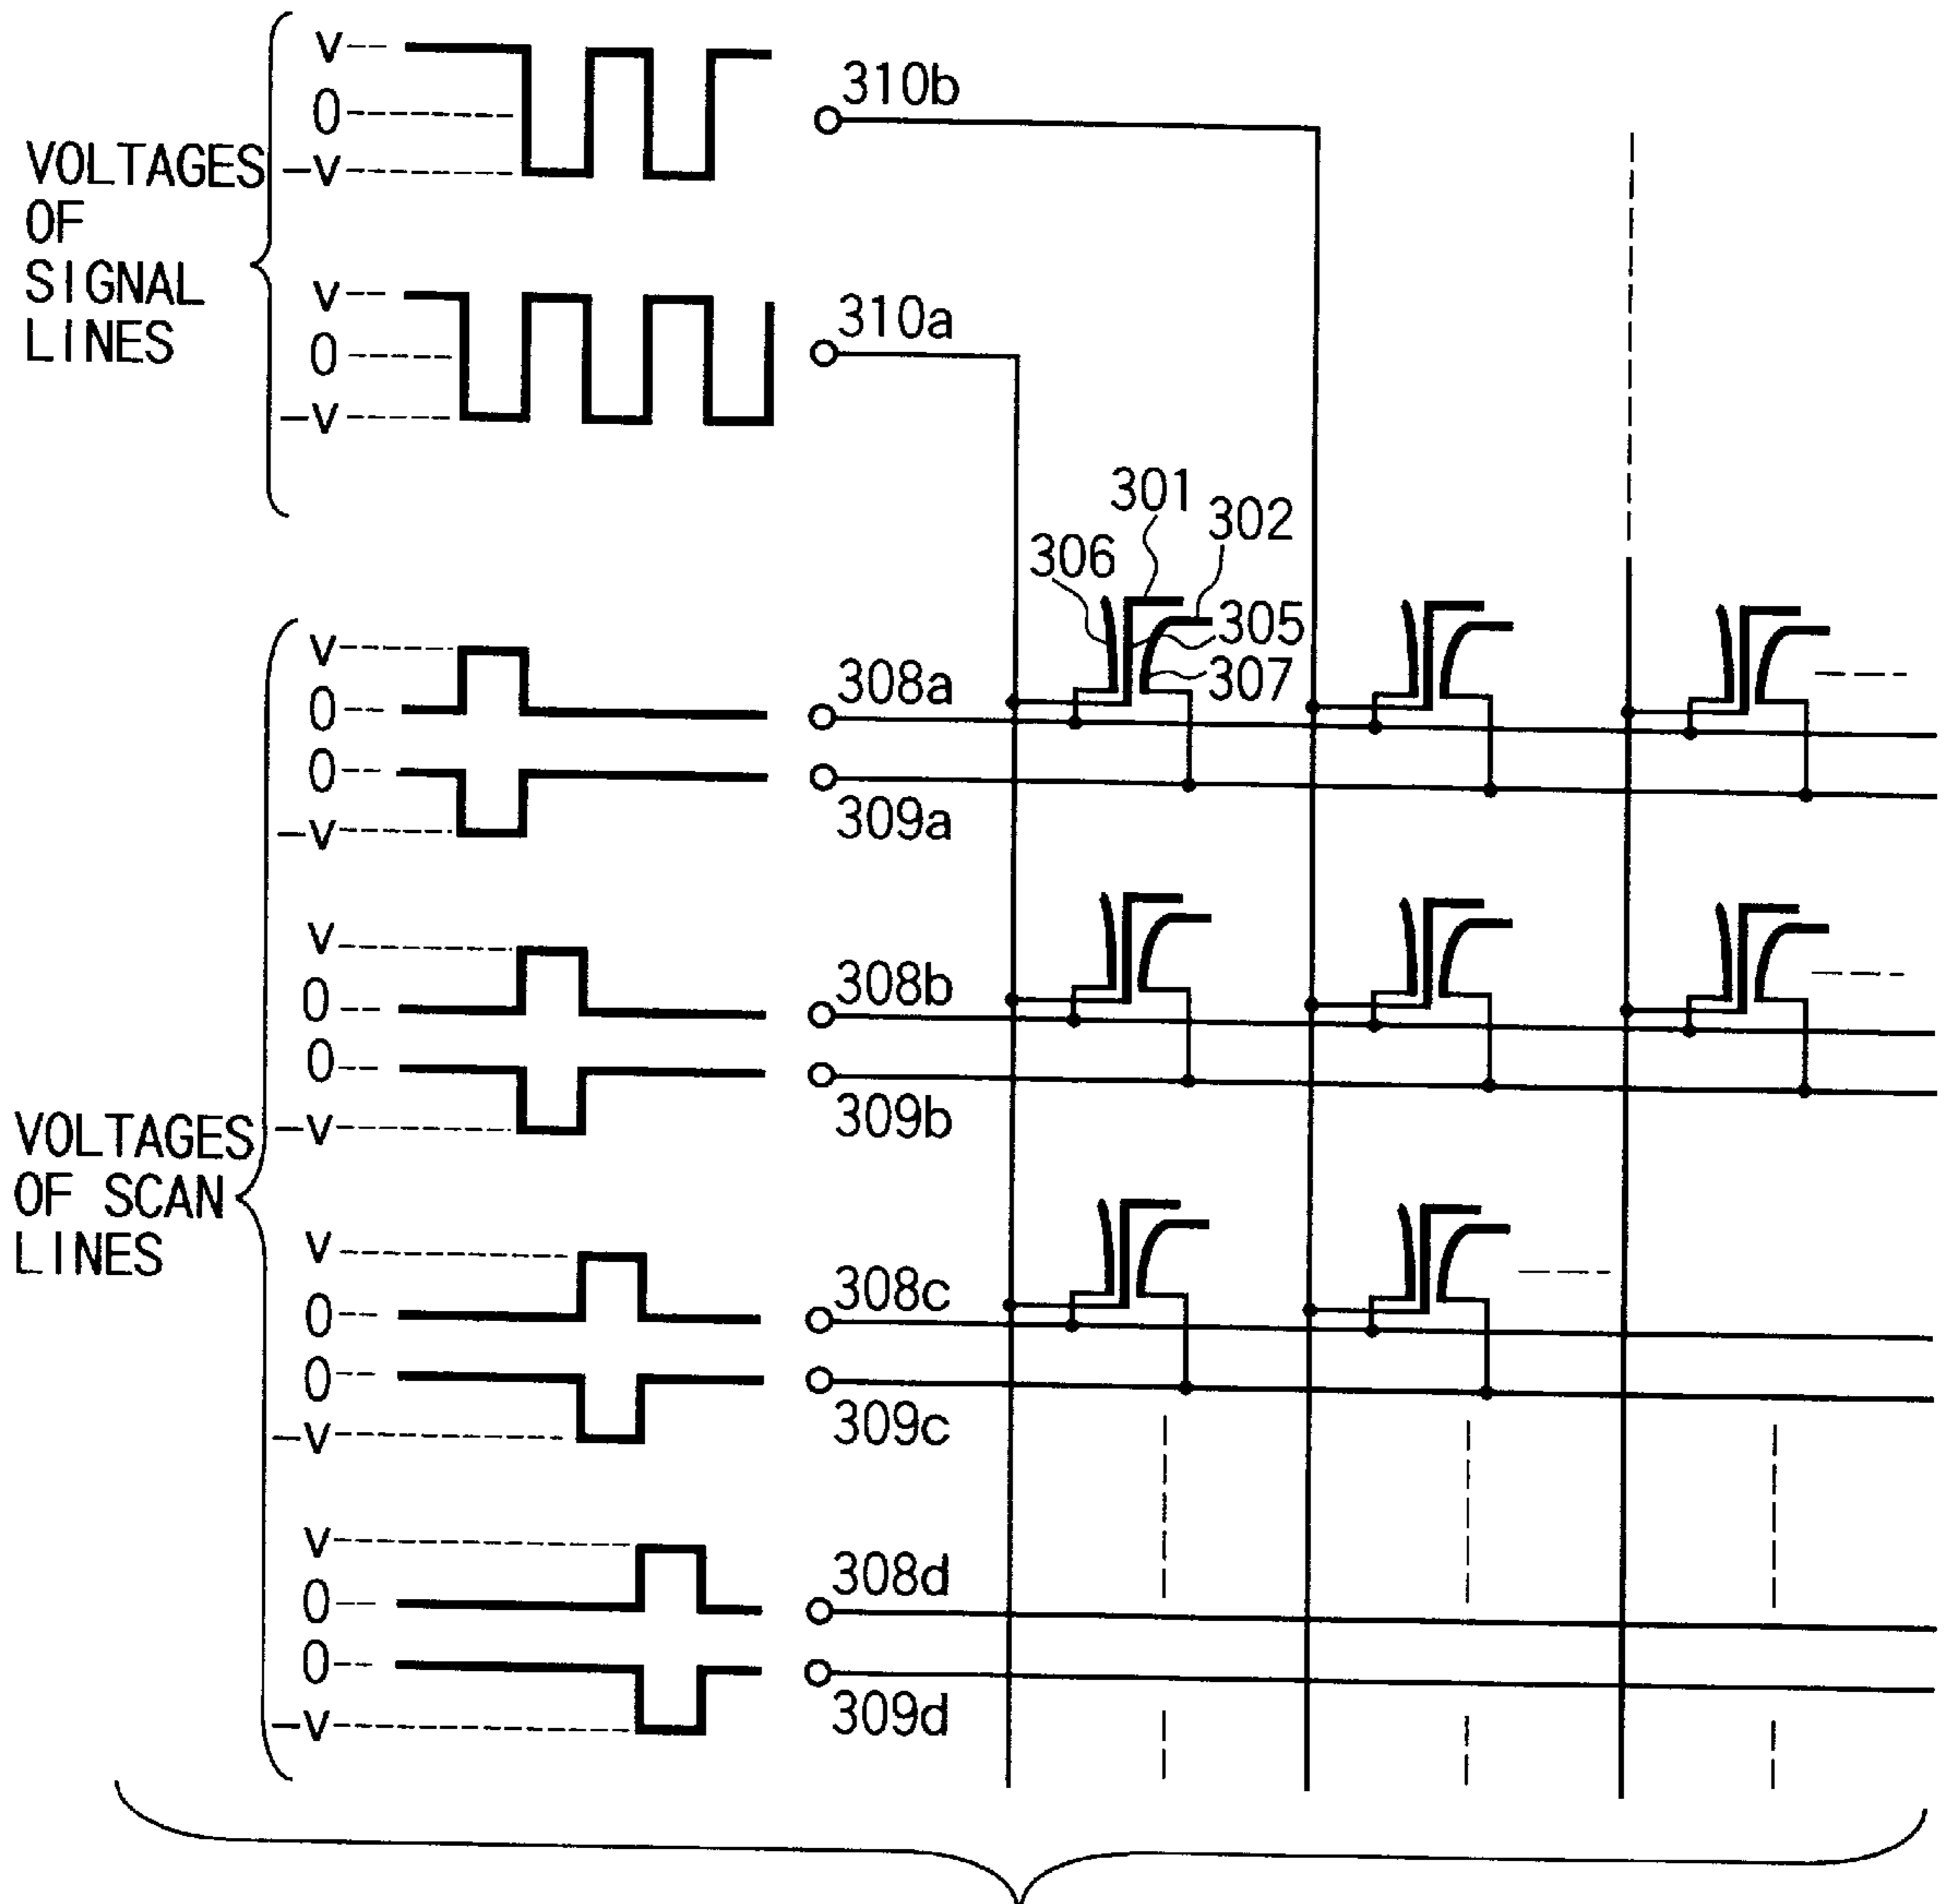 V
0
-V
310b
VOLTAGES
OF
SIGNAL
LINES
V
0
-V
310a
301
302
306
305
307
V
0
308a
0
-V
309a
V
0
308b
0
-V
309b
VOLTAGES
OF SCAN
LINES
V
0
308c
0
-V
309c
V
0
308d
0
-V
309d